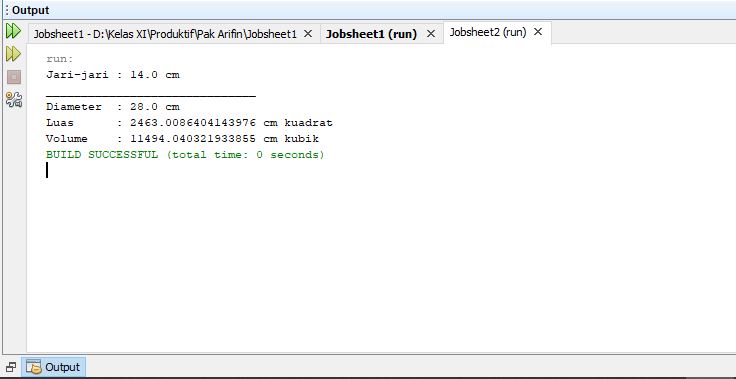 Output
Jobsheet1 - D:\Kelas XI\Produktif\Pak Arifin\Jobsheet1 × Jobsheet1 (run) × Jobsheet2 (run) ×
run:
Jari-jari : 14.0 cm
______________________________
Diameter  : 28.0 cm
Luas      : 2463.0086404143976 cm kuadrat
Volume    : 11494.040321933855 cm kubik
BUILD SUCCESSFUL (total time: 0 seconds)
Output